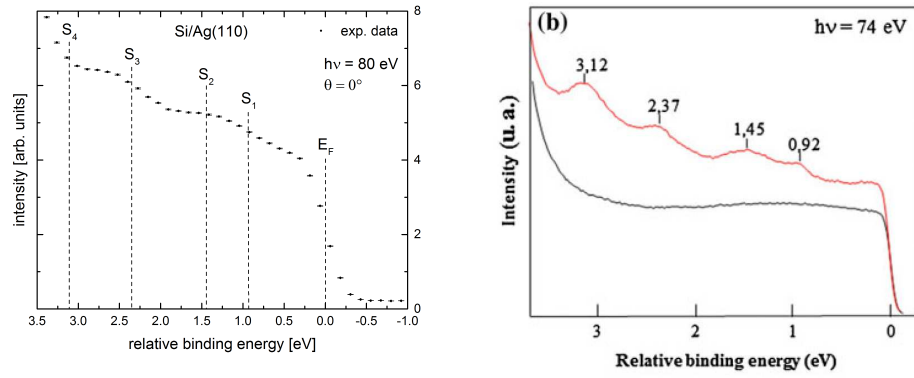 Si/Ag(110)
exp. data
hν = 80 eV
θ = 0°
S₄
S₃
S₂
S₁
E_F
8
6
4
2
0
3.5 3.0 2.5 2.0 1.5 1.0 0.5 0.0 -0.5 -1.0
relative binding energy [eV]
intensity [arb. units]
(b)
hν = 74 eV
3,12
2,37
1,45
0,92
Intensity (u. a.)
3 2 1 0
Relative binding energy (eV)